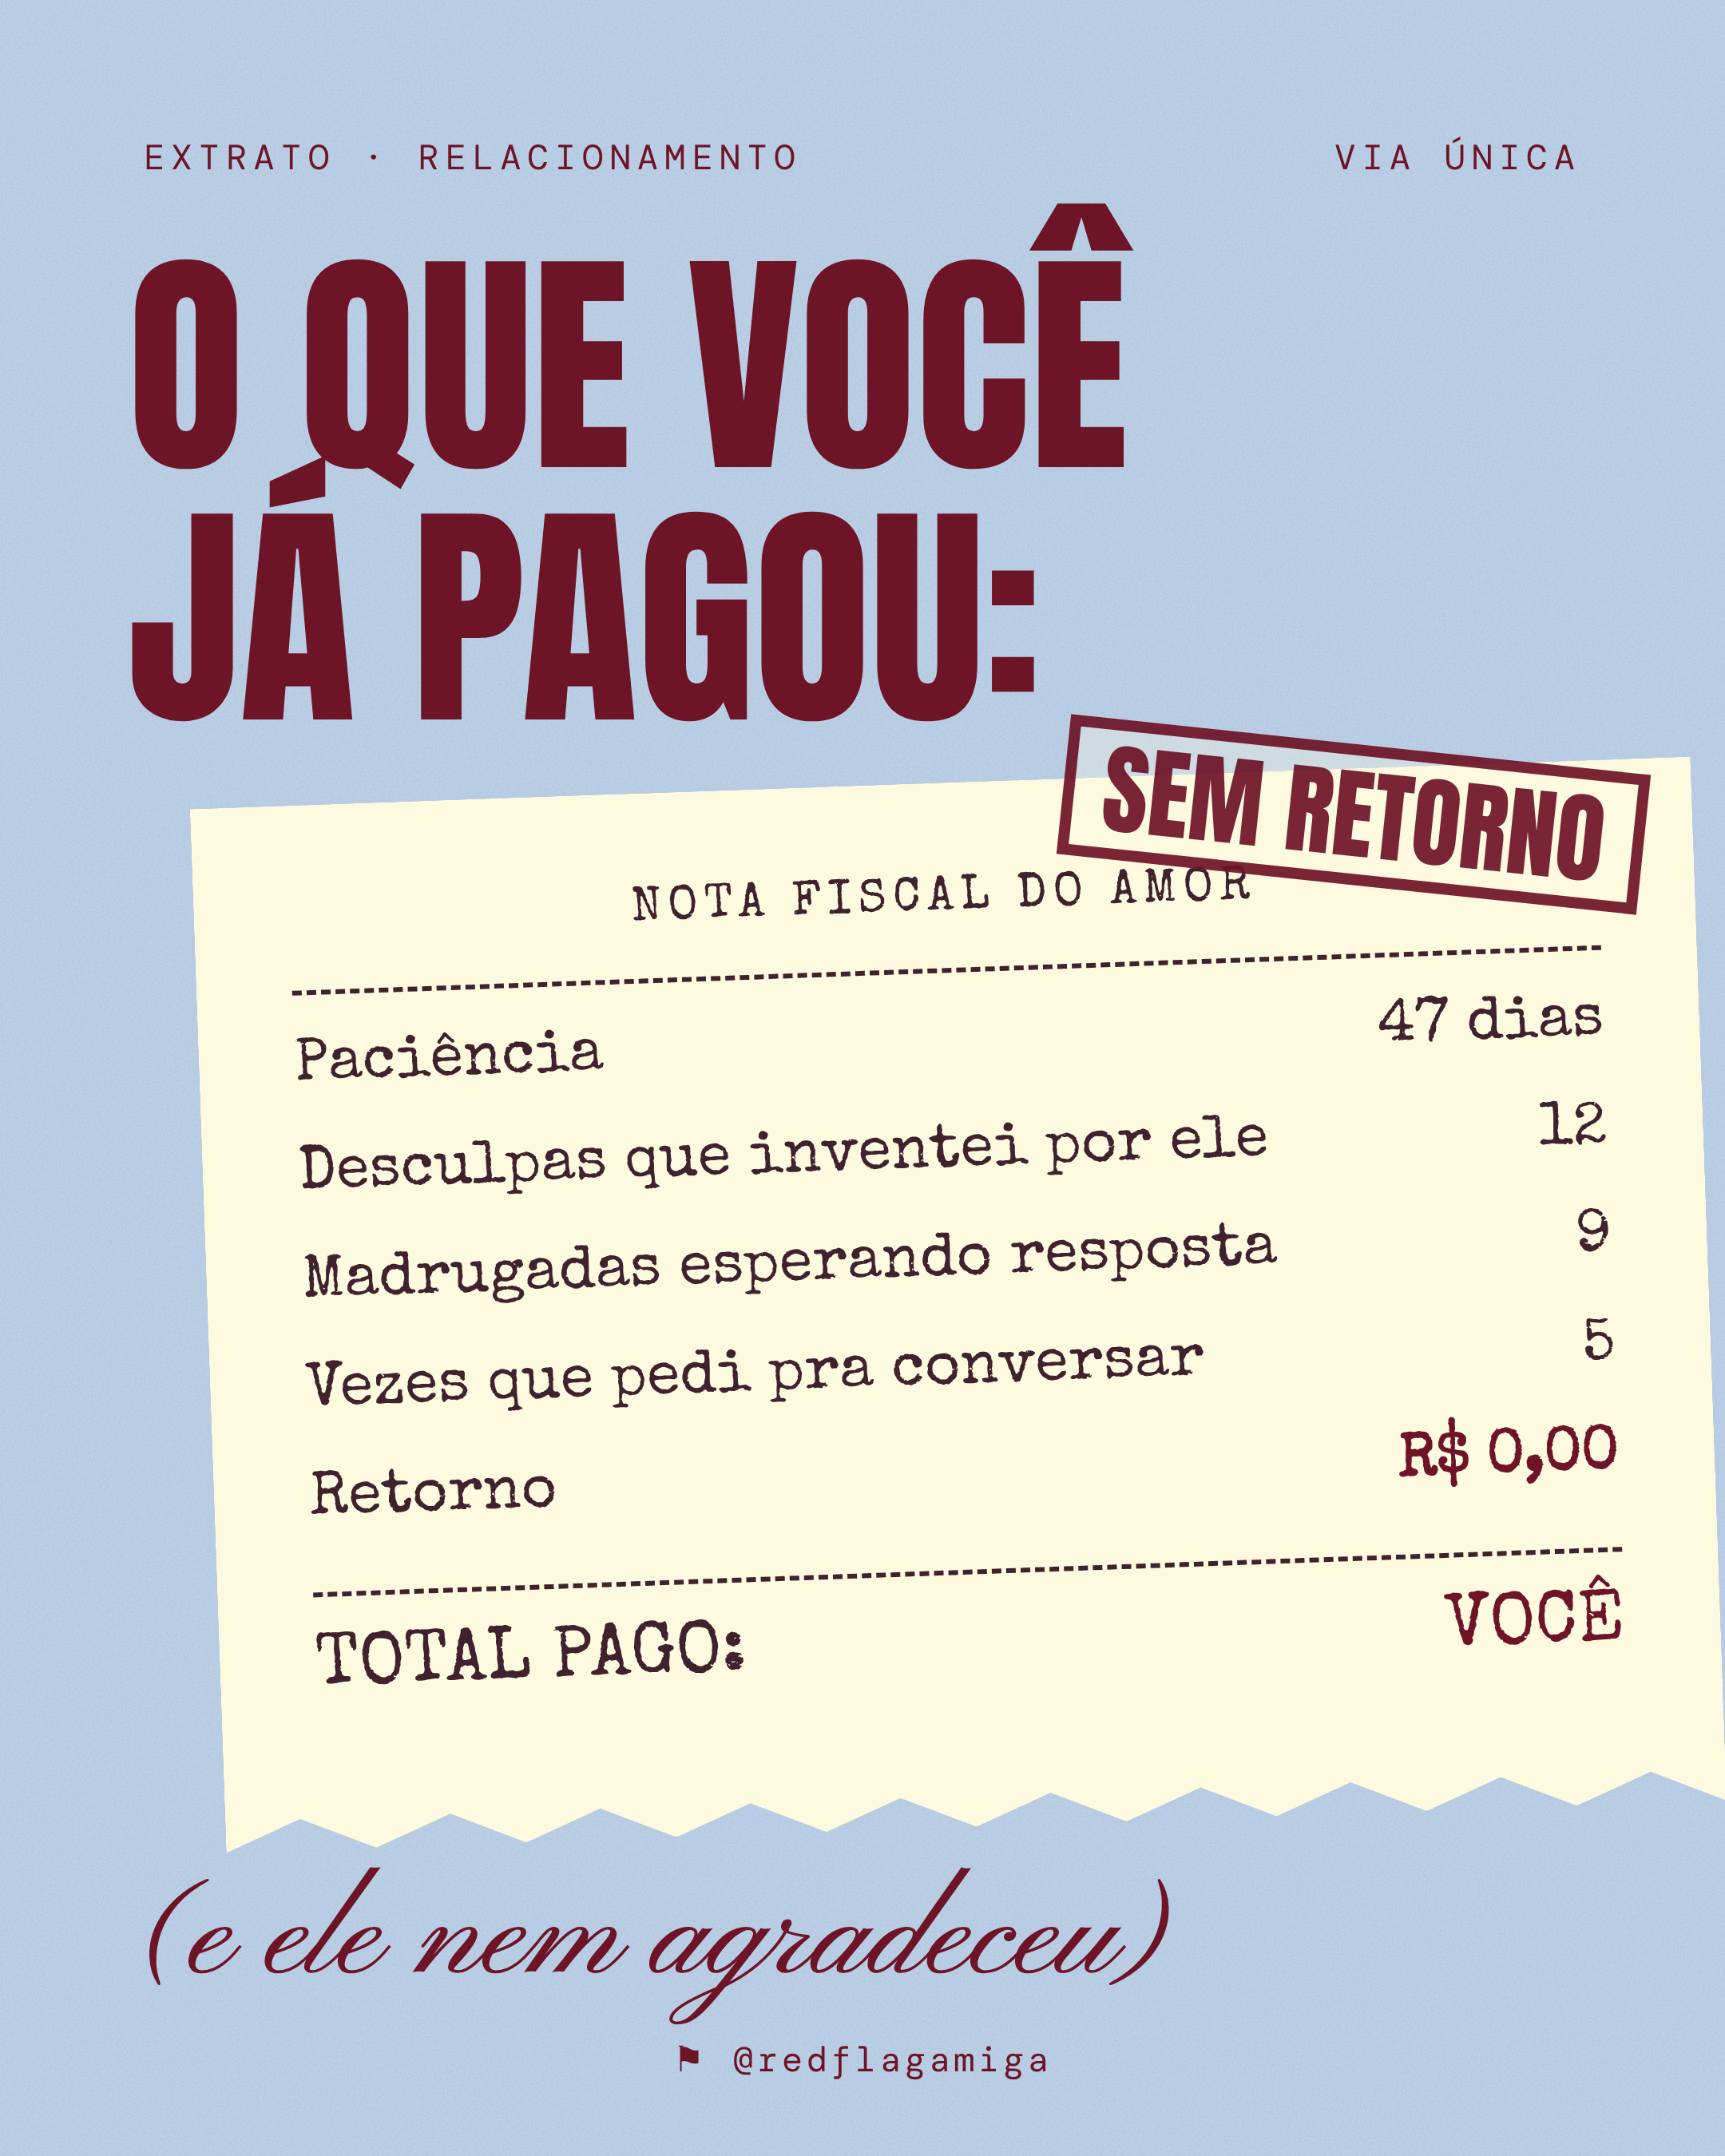 EXTRATO · RELACIONAMENTO VIA ÚNICA
O QUE VOCÊ
JÁ PAGOU:
SEM RETORNO
NOTA FISCAL DO AMOR
Paciência 47 dias
Desculpas que inventei por ele 12
Madrugadas esperando resposta 9
Vezes que pedi pra conversar 5
Retorno R$ 0,00
TOTAL PAGO: VOCÊ
(e ele nem agradeceu)
⚑ @redflagamiga